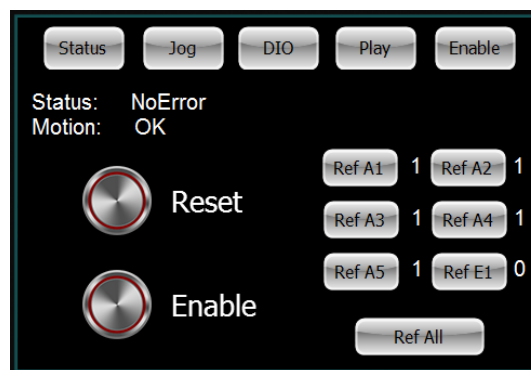 Status Jog DIO Play Enable
Status: NoError
Motion: OK
Reset
Enable
Ref A1 1 Ref A2 1
Ref A3 1 Ref A4 1
Ref A5 1 Ref E1 0
Ref All